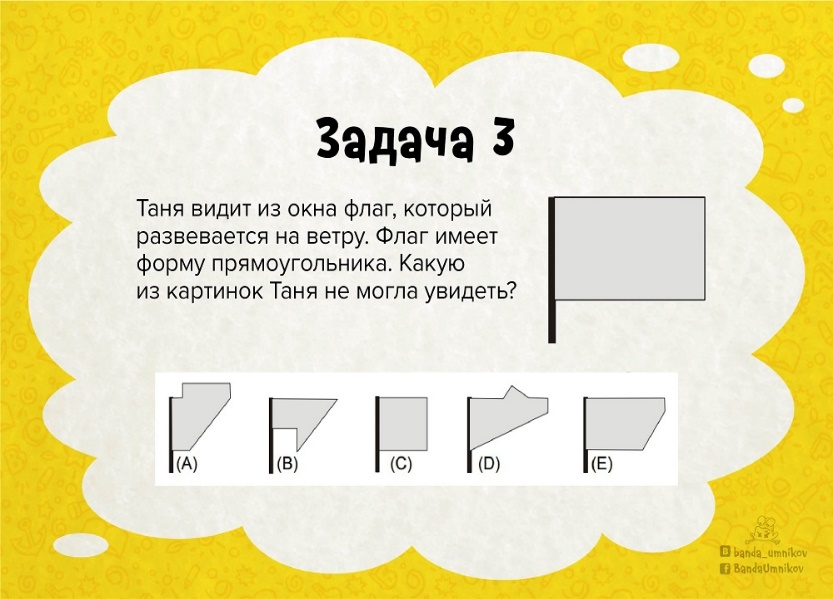 Задача 3
Таня видит из окна флаг, который
развевается на ветру. Флаг имеет
форму прямоугольника. Какую
из картинок Таня не могла увидеть?
(A) (B) (C) (D) (E)
B banda_umnikov
f BandaUmnikov